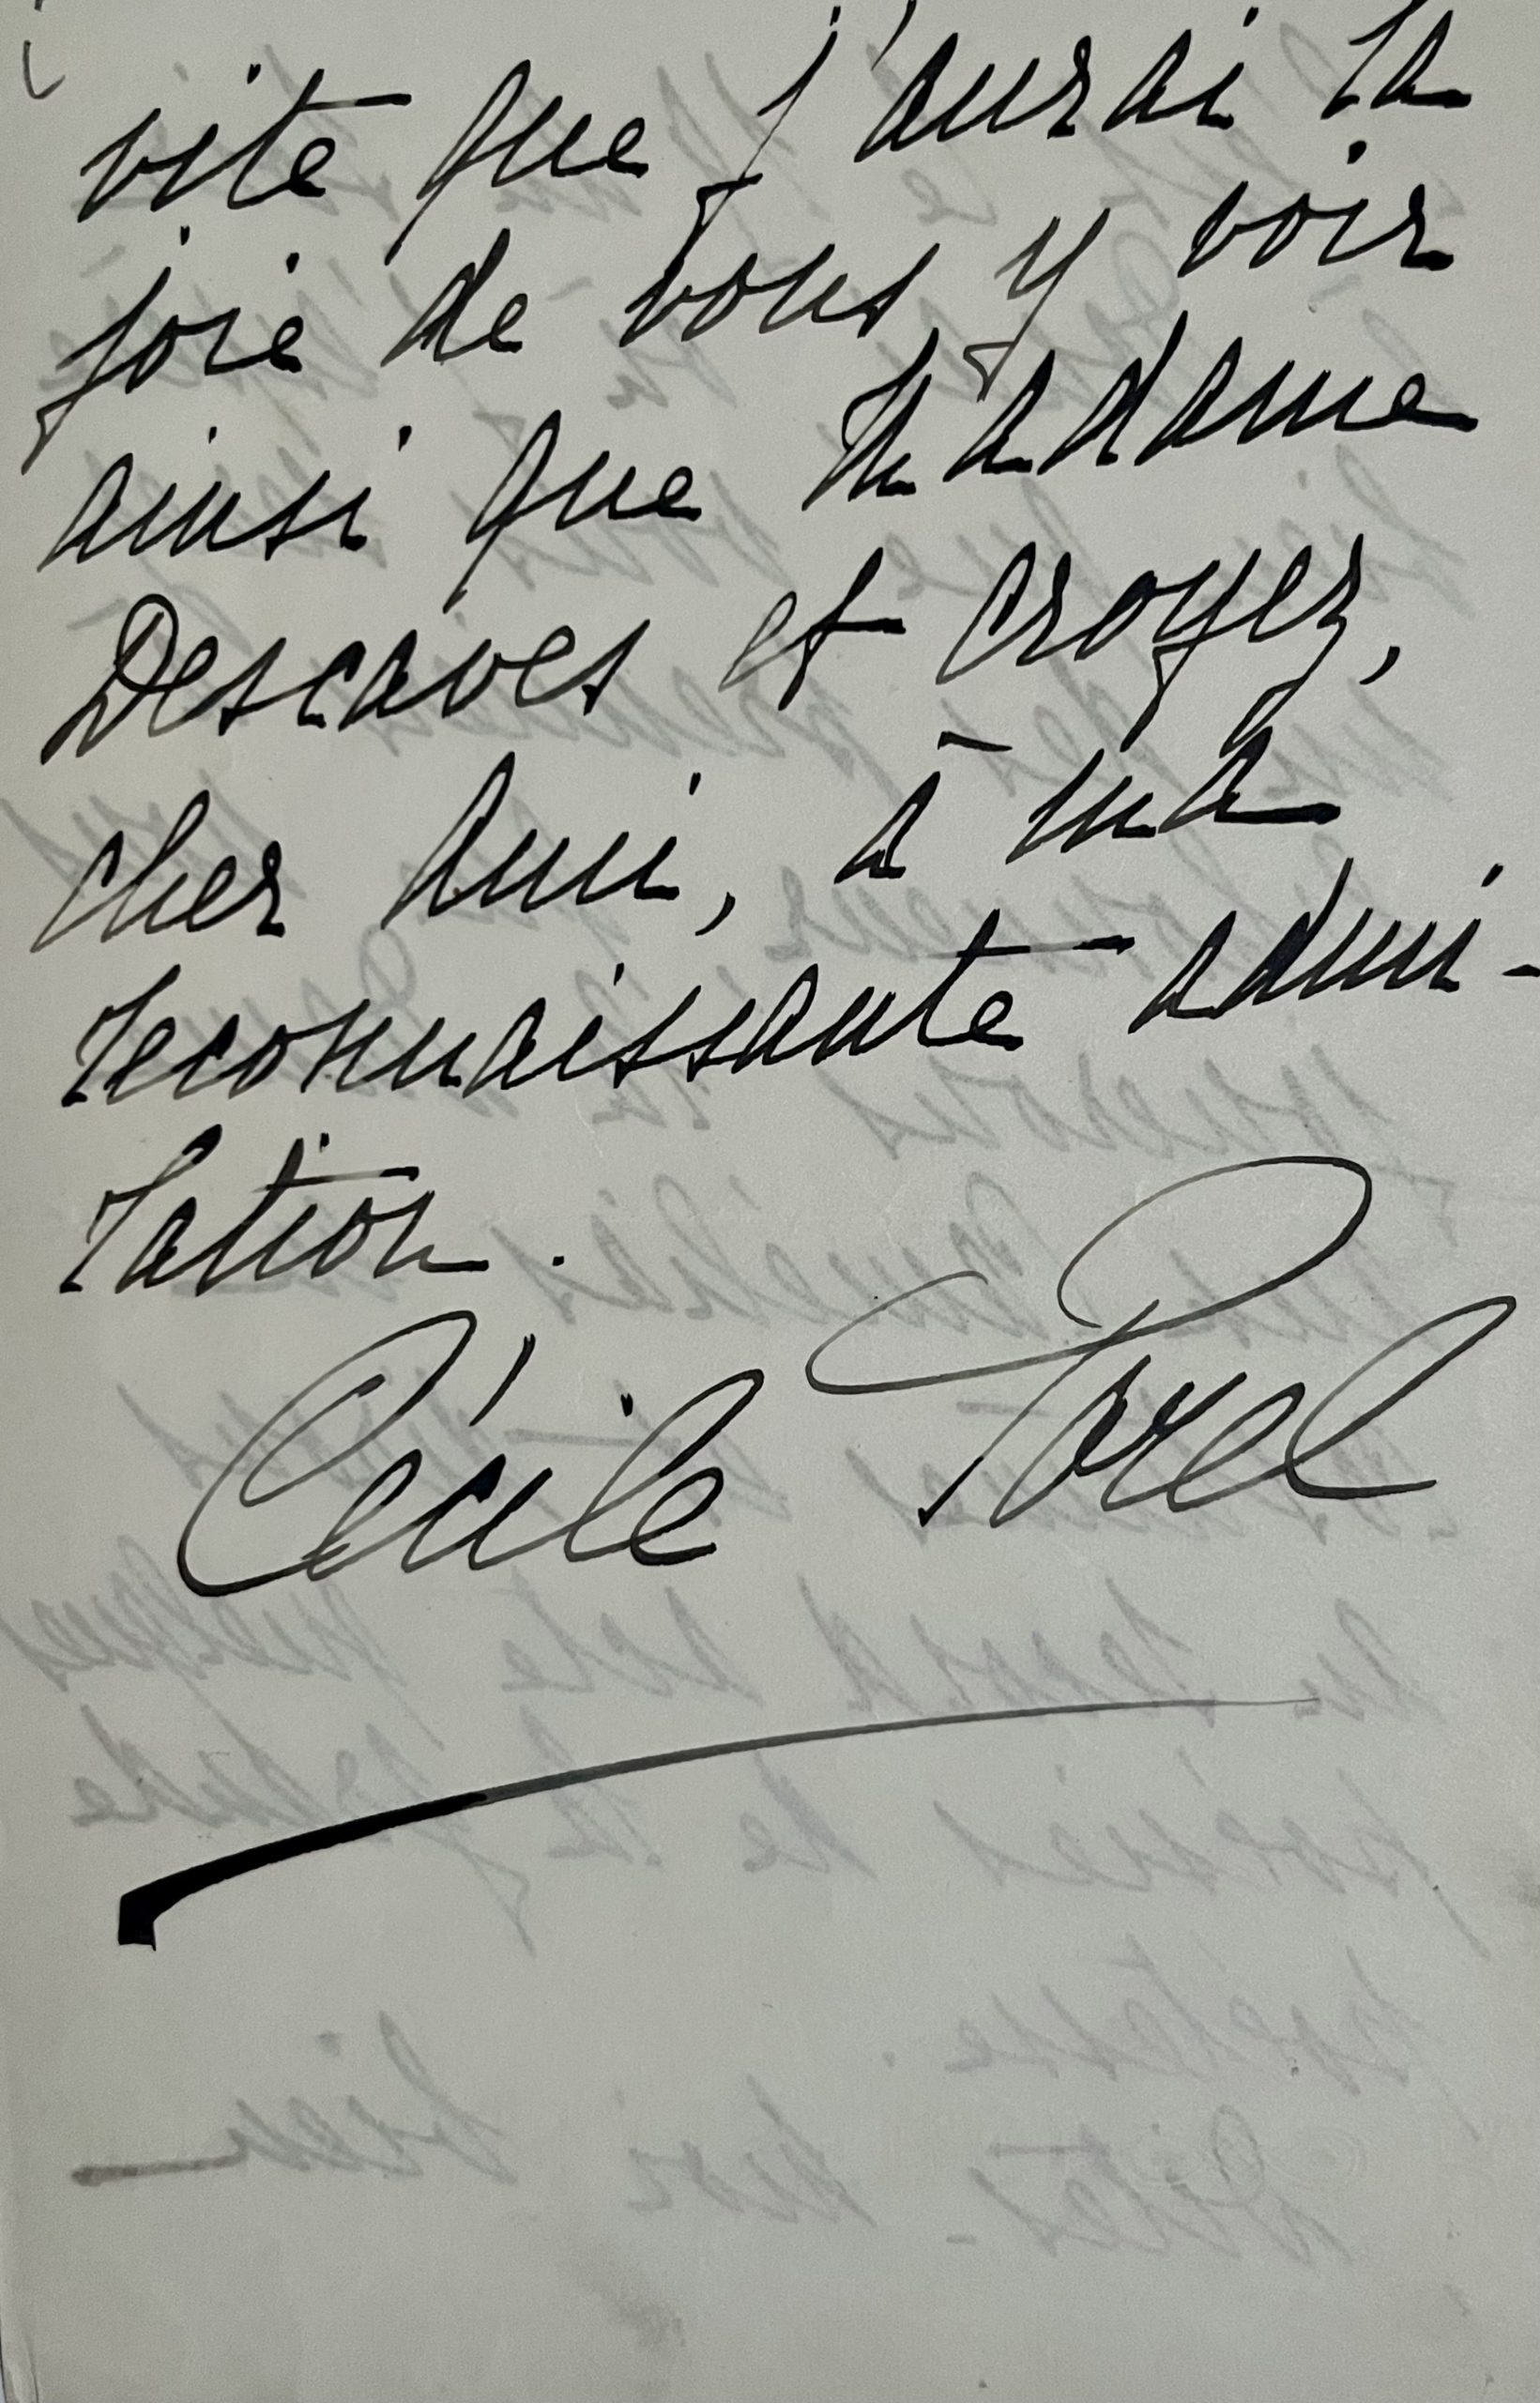 vite que j'aurai la
joie de vous y voir
ainsi que Madame
Descaves et croyez,
cher ami, à ma
reconnaissante admi-
ration.
Cécile Sorel